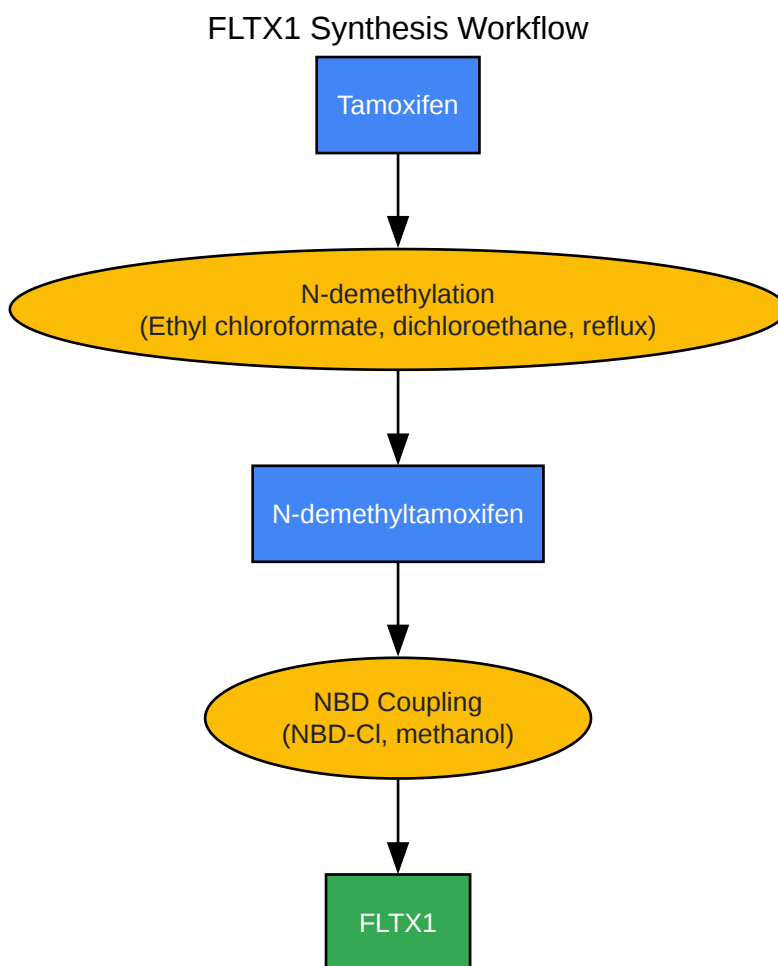 FLTX1 Synthesis Workflow
Tamoxifen
N-demethylation
(Ethyl chloroformate, dichloroethane, reflux)
N-demethyltamoxifen
NBD Coupling
(NBD-Cl, methanol)
FLTX1